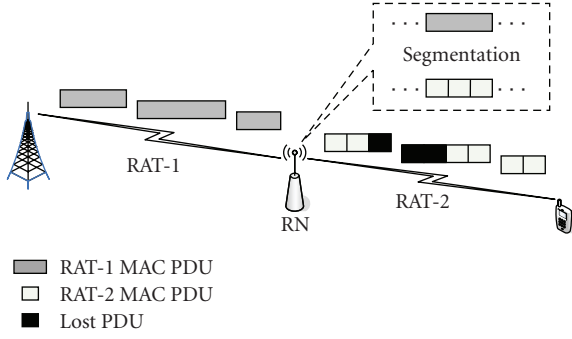 . . . . . .
Segmentation
. . . . . .
RAT-1
RN
RAT-2
RAT-1 MAC PDU
RAT-2 MAC PDU
Lost PDU